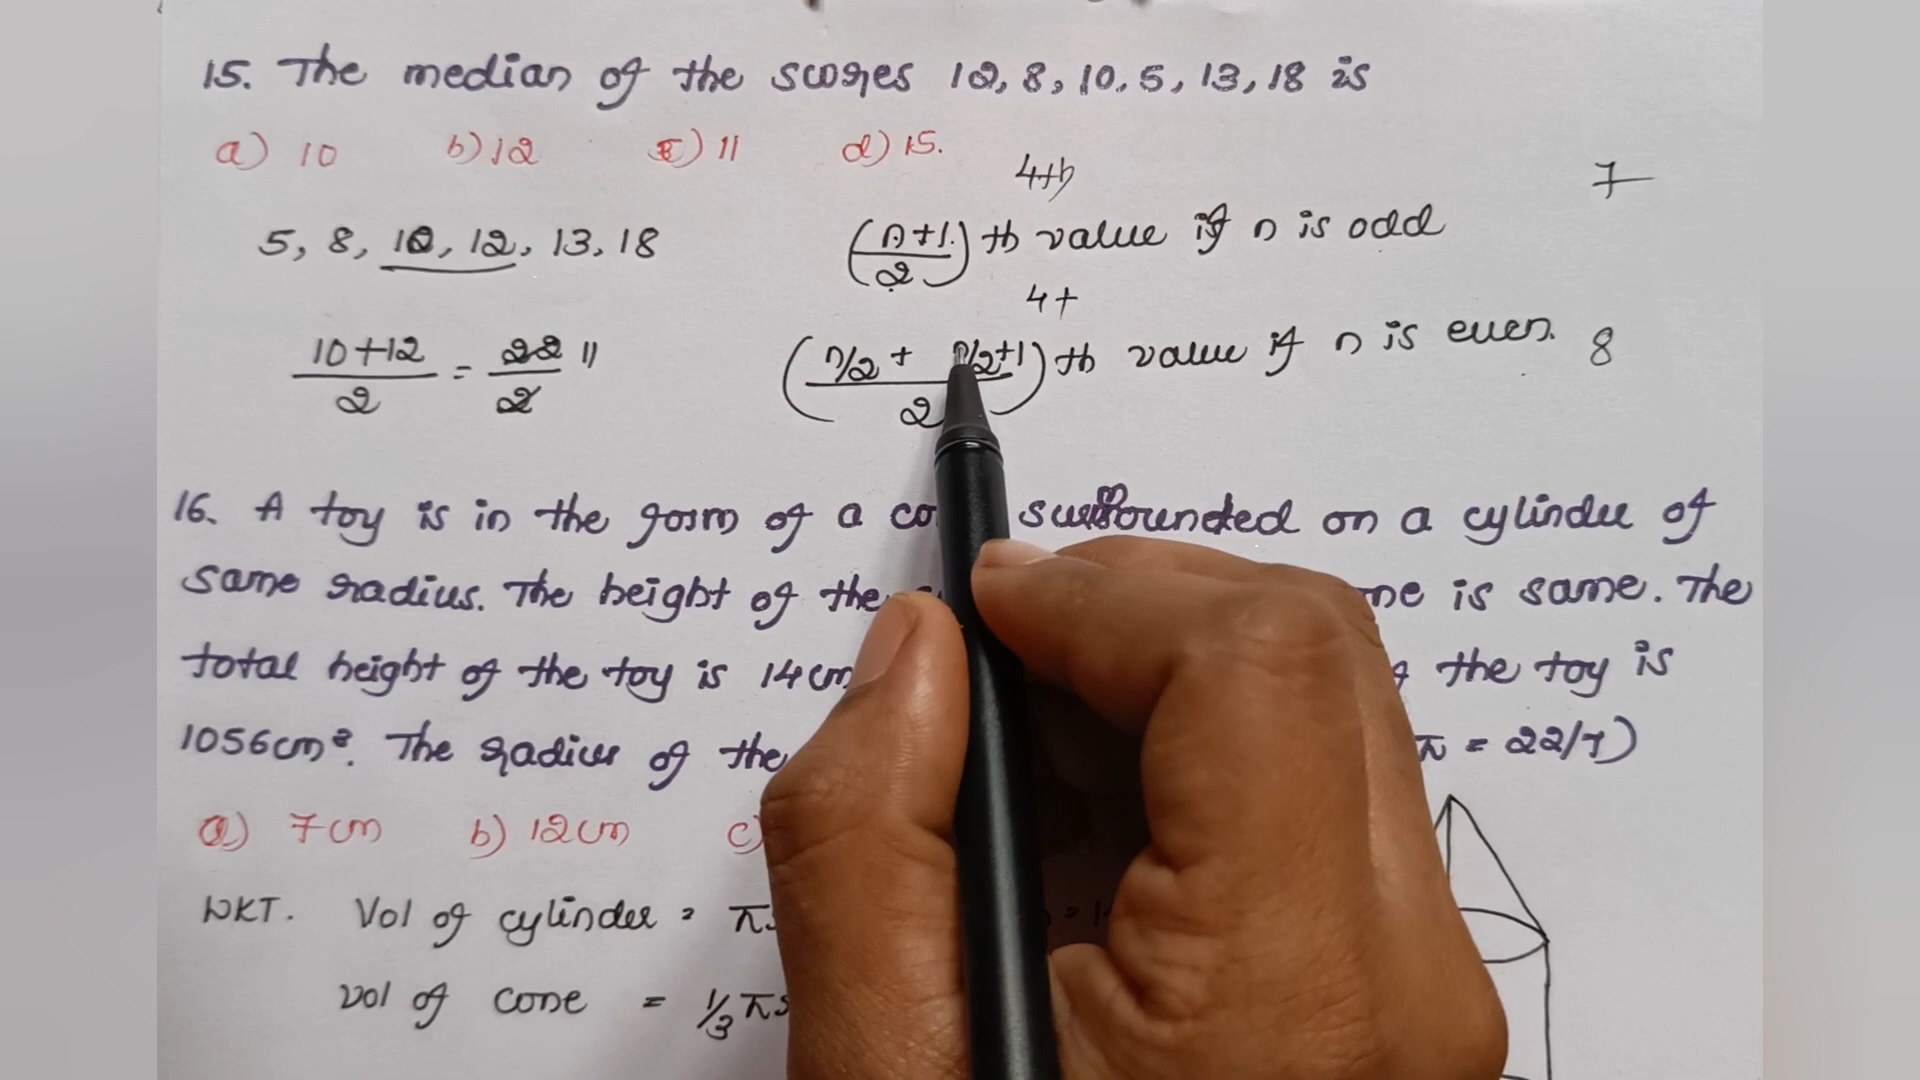 15. The median of the scores 12, 8, 10, 5, 13, 18 is
a) 10 b) 12 c) 11 d) 15.
4th
7
5, 8, 10, 12, 13, 18
(n+1/2) th value if n is odd
4+
10+12/2 = 22/2 11
(n/2 + n/2+1/2) th value if n is even. 8
16. A toy is in the form of a surmounted on a cylinder of
same radius. The height of the is same. The
total height of the toy is 14cm the toy is
1056cm³. The radius of the π = 22/7)
a) 7cm b) 12cm c)
WKT. Vol of cylinder = π
vol of cone = 1/3 π